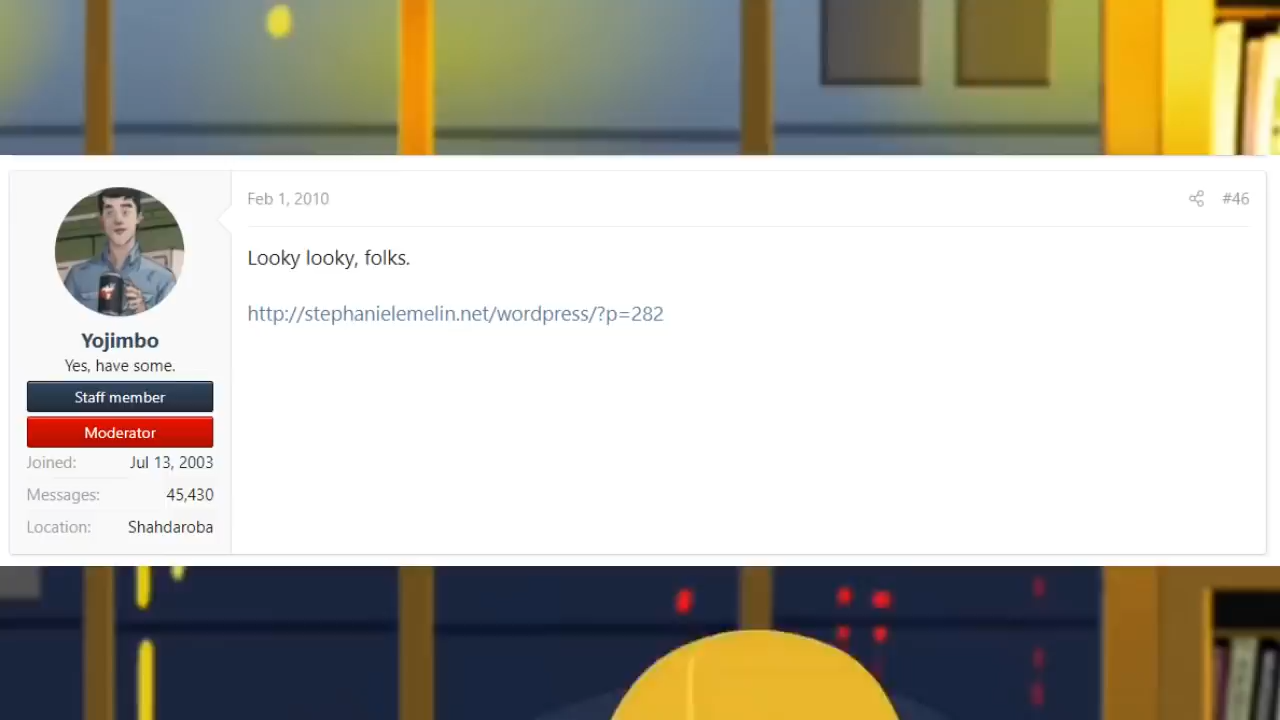 Feb 1, 2010
#46
Looky looky, folks.
http://stephanielemelin.net/wordpress/?p=282
Yojimbo
Yes, have some.
Staff member
Moderator
Joined: Jul 13, 2003
Messages: 45,430
Location: Shahdaroba